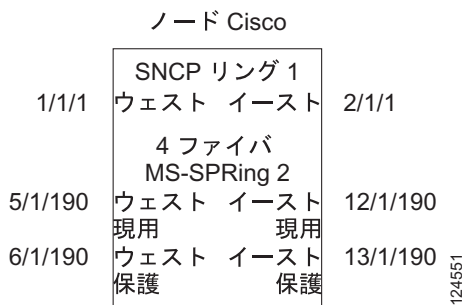 ノード Cisco
SNCP リング 1
1/1/1 ウェスト イースト 2/1/1
4 ファイバ
MS-SPRing 2
5/1/190 ウェスト イースト 12/1/190
現用 現用
6/1/190 ウェスト イースト 13/1/190
保護 保護
124551